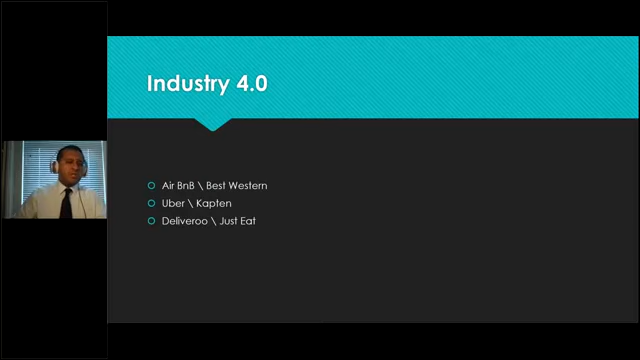 Industry 4.0
Air BnB \ Best Western
Uber \ Kapten
Deliveroo \ Just Eat